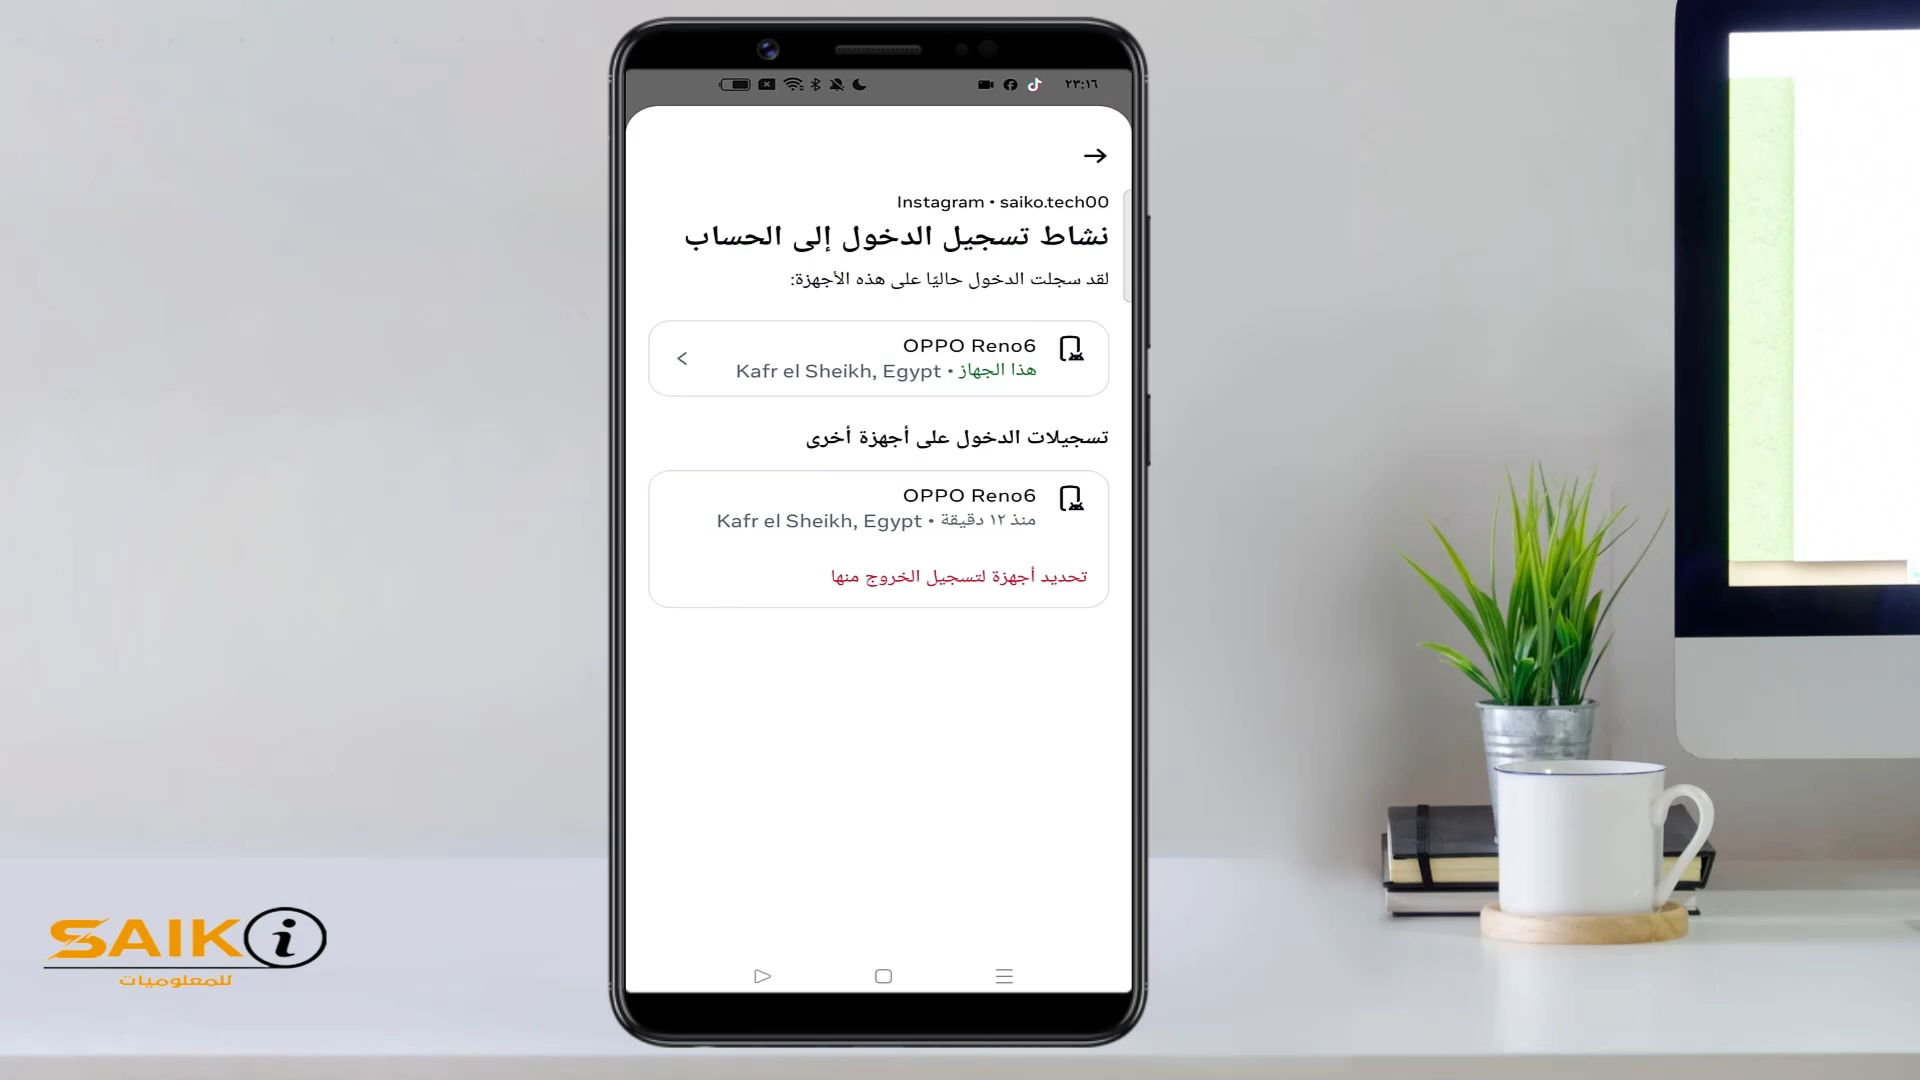 ٢٣:١٦
Instagram • saiko.tech00
نشاط تسجيل الدخول إلى الحساب
لقد سجلت الدخول حاليًا على هذه الأجهزة:
OPPO Reno6
هذا الجهاز • Kafr el Sheikh, Egypt
تسجيلات الدخول على أجهزة أخرى
OPPO Reno6
منذ ١٢ دقيقة • Kafr el Sheikh, Egypt
تحديد أجهزة لتسجيل الخروج منها
SAIKi
للمعلوميات